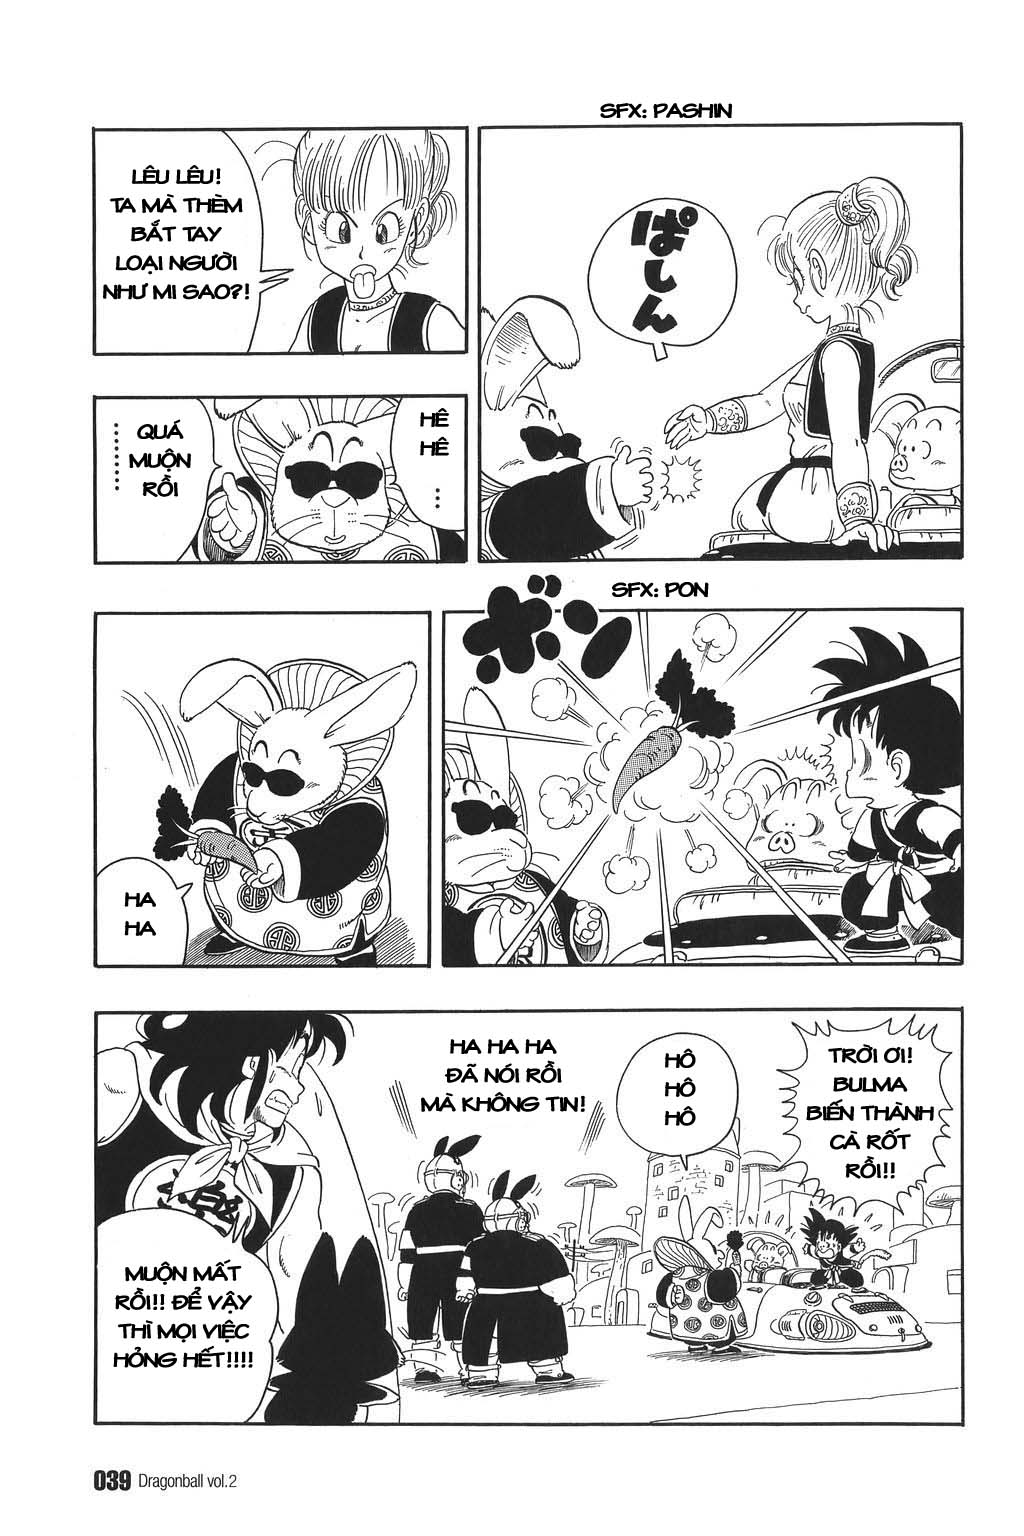 SFX: PASHIN
LÊU LÊU!
TA MÀ THÈM
BẮT TAY
LOẠI NGƯỜI
NHƯ MI SAO?!
ぱしん
HÊ
HÊ
...
QUÁ
MUỘN
RỒI
.........
SFX: PON
ボン
HA
HA
HA HA HA
ĐÃ NÓI RỒI
MÀ KHÔNG TIN!
HÔ
HÔ
HÔ
TRỜI ƠI!
BULMA
BIẾN THÀNH
CÀ RỐT
RỒI!!
MUỘN MẤT
RỒI!! ĐỂ VẬY
THÌ MỌI VIỆC
HỎNG HẾT!!!!
039 Dragonball vol.2